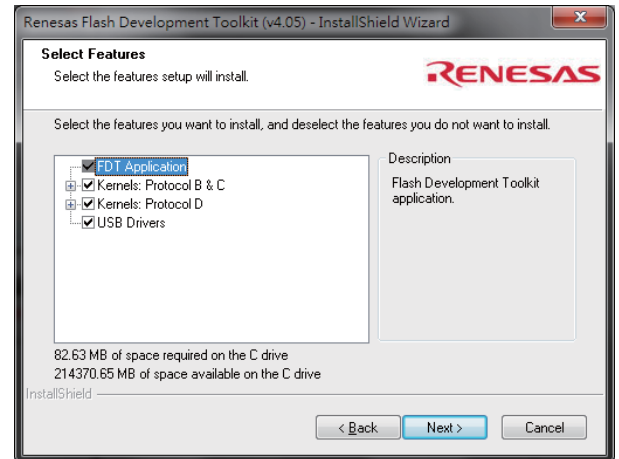 Renesas Flash Development Toolkit (v4.05) - InstallShield Wizard
Select Features
Select the features setup will install.
RENESAS
Select the features you want to install, and deselect the features you do not want to install.
FDT Application
Kernels: Protocol B & C
Kernels: Protocol D
USB Drivers
Description
Flash Development Toolkit
application.
82.63 MB of space required on the C drive
214370.65 MB of space available on the C drive
InstallShield
< Back
Next >
Cancel